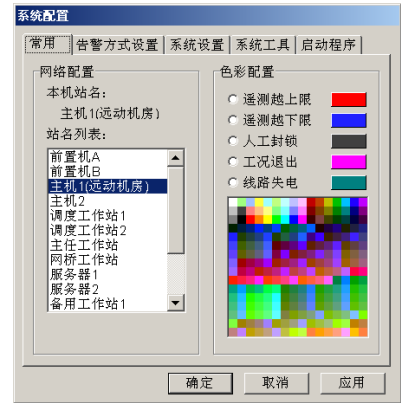 系统配置
常用 告警方式设置 系统设置 系统工具 启动程序
网络配置
本机站名：
主机1(远动机房)
站名列表：
前置机A
前置机B
主机1(远动机房)
主机2
调度工作站1
调度工作站2
主任工作站
网桥工作站
服务器1
服务器2
备用工作站1
色彩配置
遥测越上限
遥测越下限
人工封锁
工况退出
线路失电
确定 取消 应用